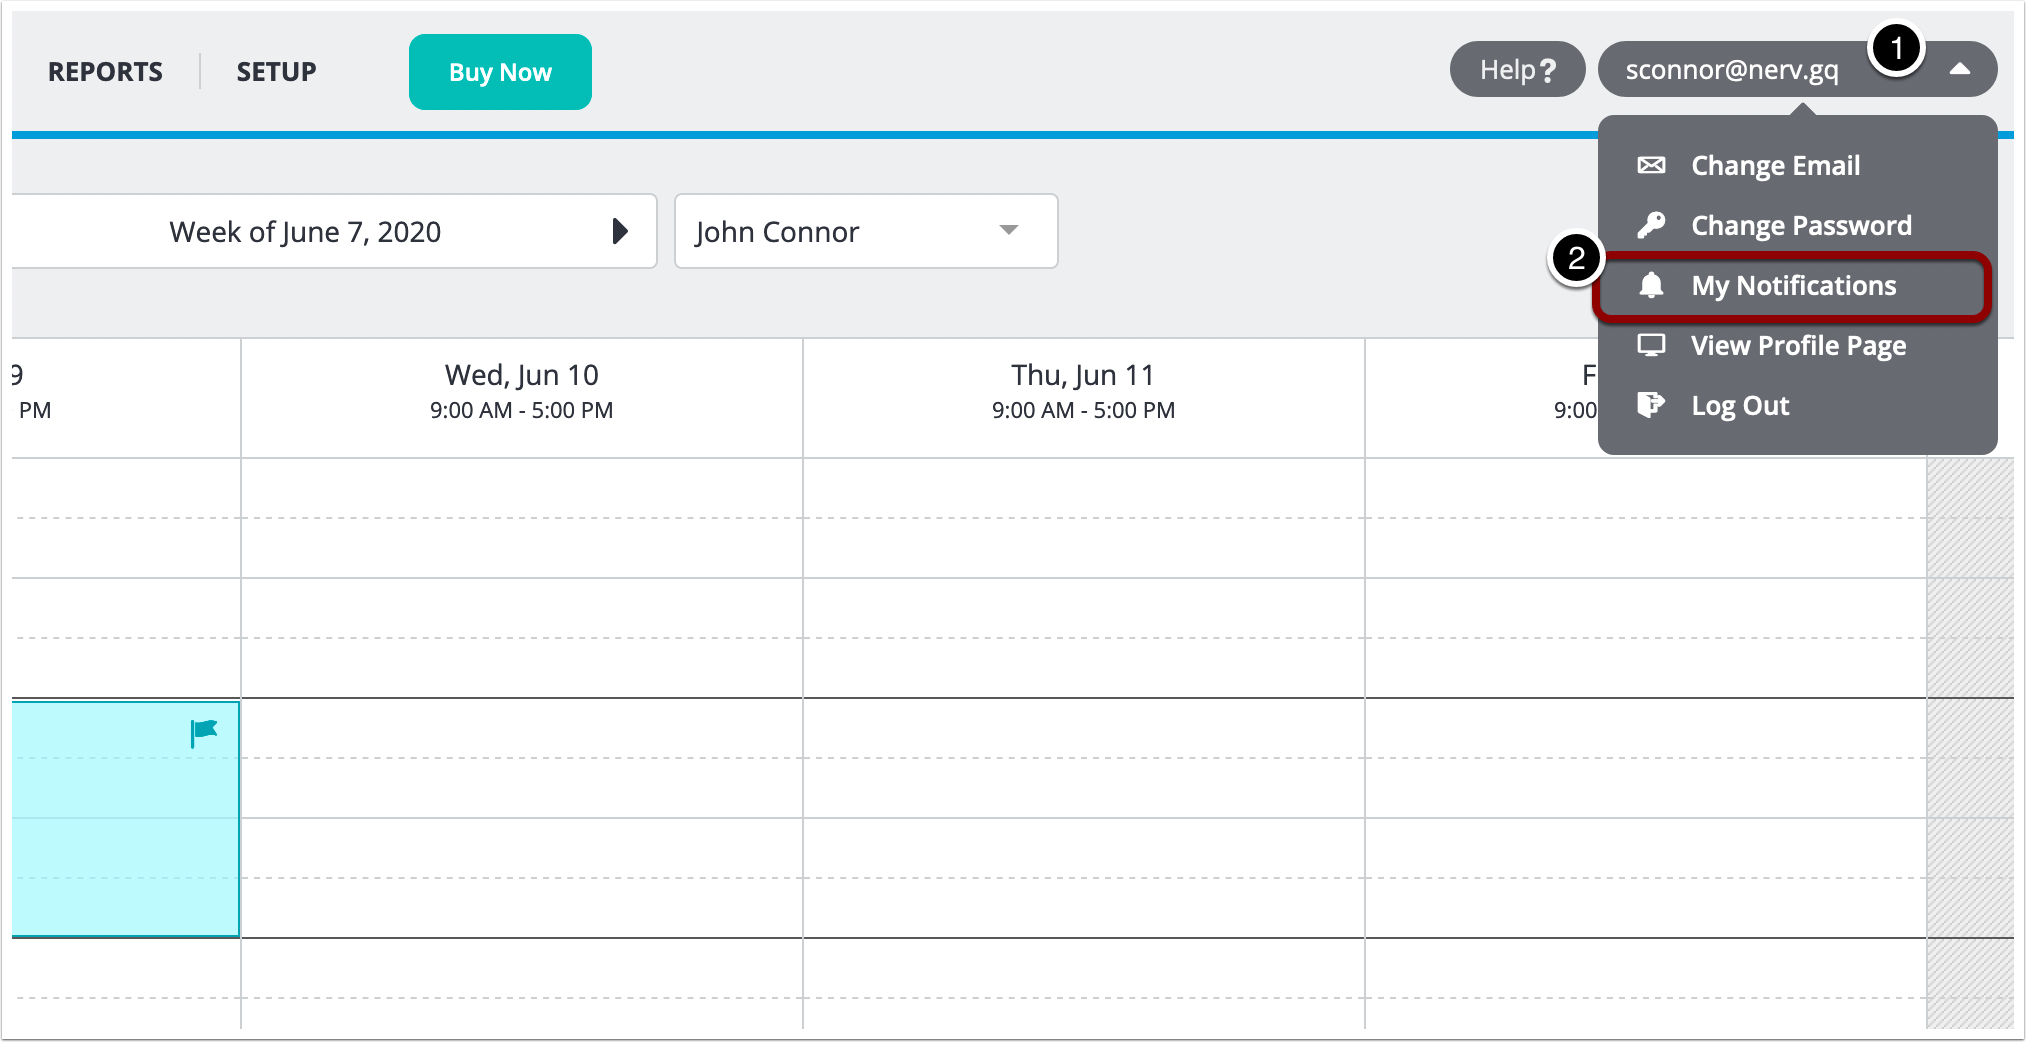 REPORTS
SETUP
Buy Now
Help?
sconnor@nerv.gq
1
Change Email
Change Password
2
My Notifications
View Profile Page
Log Out
Week of June 7, 2020
John Connor
9
PM
Wed, Jun 10
9:00 AM - 5:00 PM
Thu, Jun 11
9:00 AM - 5:00 PM
F
9:00